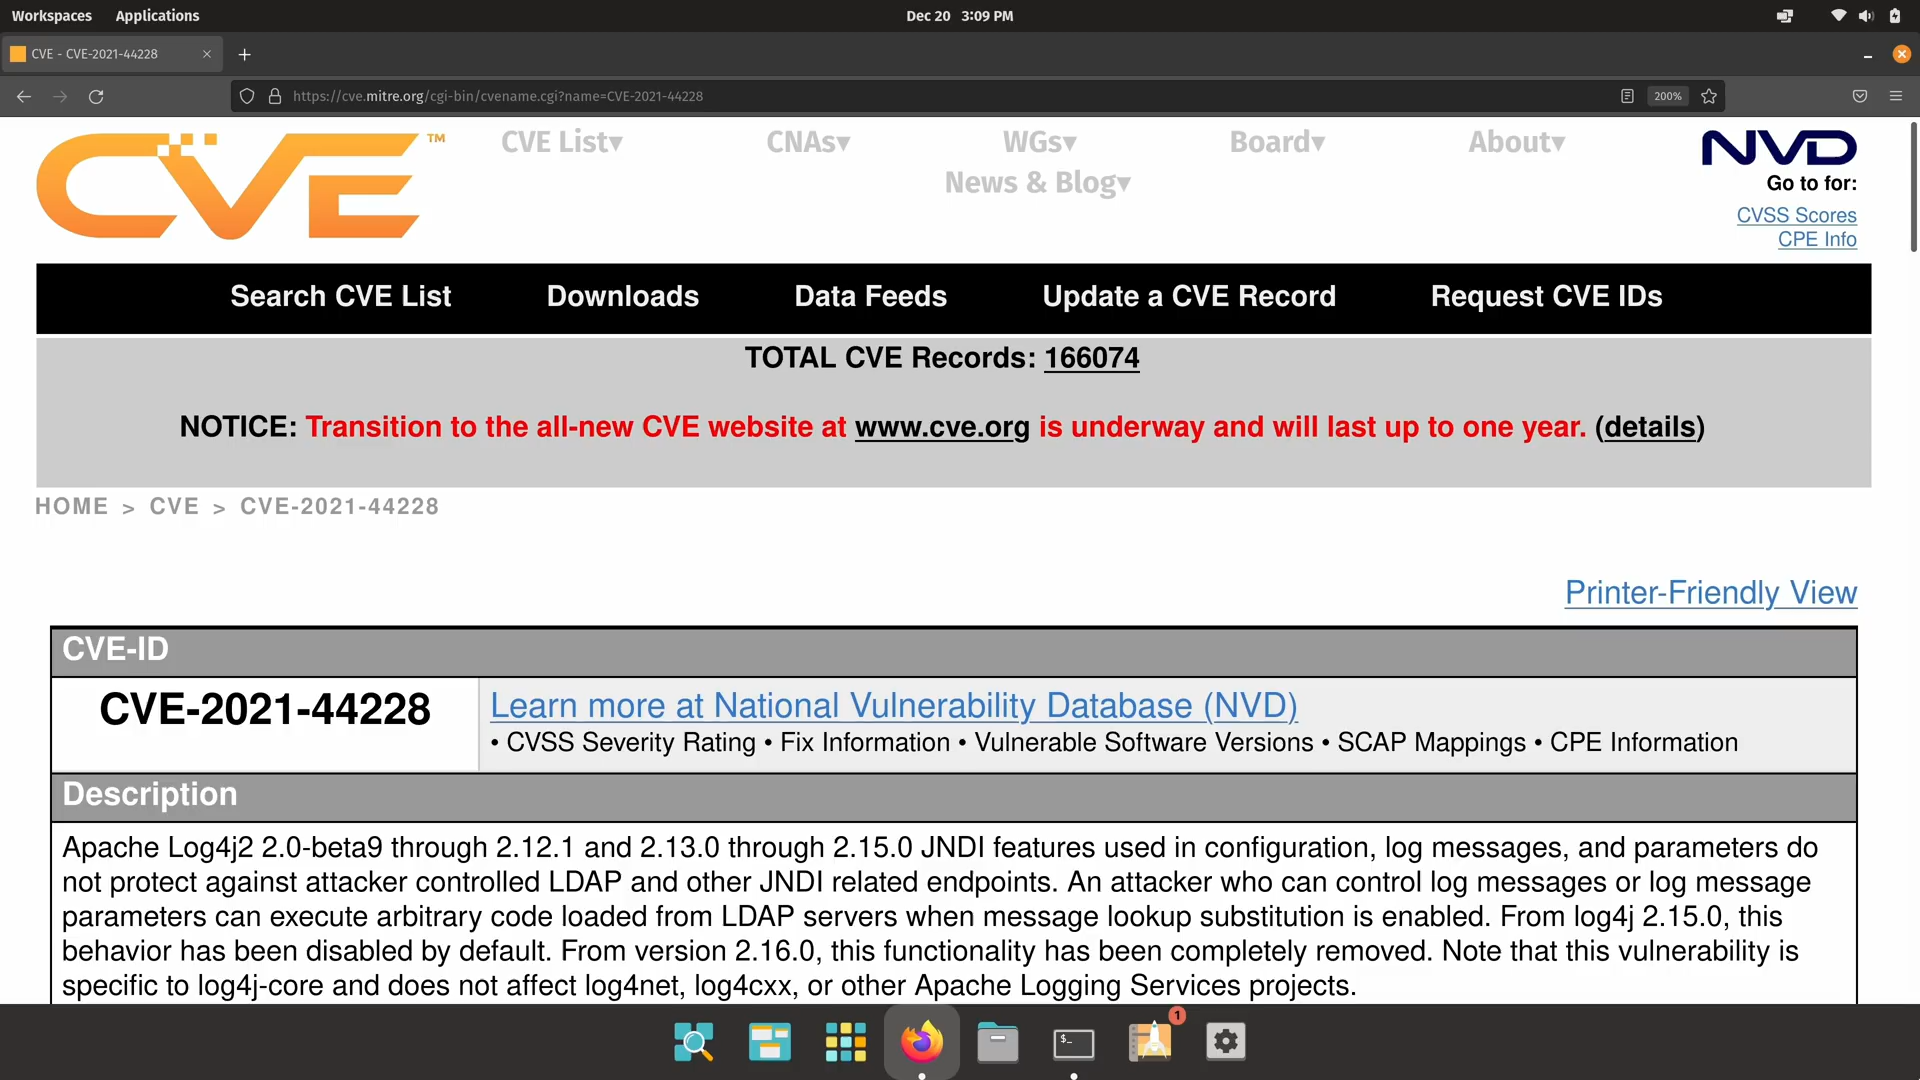 Workspaces Applications Dec 20 3:09 PM
CVE - CVE-2021-44228
https://cve.mitre.org/cgi-bin/cvename.cgi?name=CVE-2021-44228 200%
CVE™
CVE List▾ CNAs▾ WGs▾ Board▾ About▾
News & Blog▾
NVD
Go to for:
CVSS Scores
CPE Info
Search CVE List Downloads Data Feeds Update a CVE Record Request CVE IDs
TOTAL CVE Records: 166074
NOTICE: Transition to the all-new CVE website at www.cve.org is underway and will last up to one year. (details)
HOME > CVE > CVE-2021-44228
Printer-Friendly View
CVE-ID
CVE-2021-44228
Learn more at National Vulnerability Database (NVD)
• CVSS Severity Rating • Fix Information • Vulnerable Software Versions • SCAP Mappings • CPE Information
Description
Apache Log4j2 2.0-beta9 through 2.12.1 and 2.13.0 through 2.15.0 JNDI features used in configuration, log messages, and parameters do
not protect against attacker controlled LDAP and other JNDI related endpoints. An attacker who can control log messages or log message
parameters can execute arbitrary code loaded from LDAP servers when message lookup substitution is enabled. From log4j 2.15.0, this
behavior has been disabled by default. From version 2.16.0, this functionality has been completely removed. Note that this vulnerability is
specific to log4j-core and does not affect log4net, log4cxx, or other Apache Logging Services projects.
$_
1